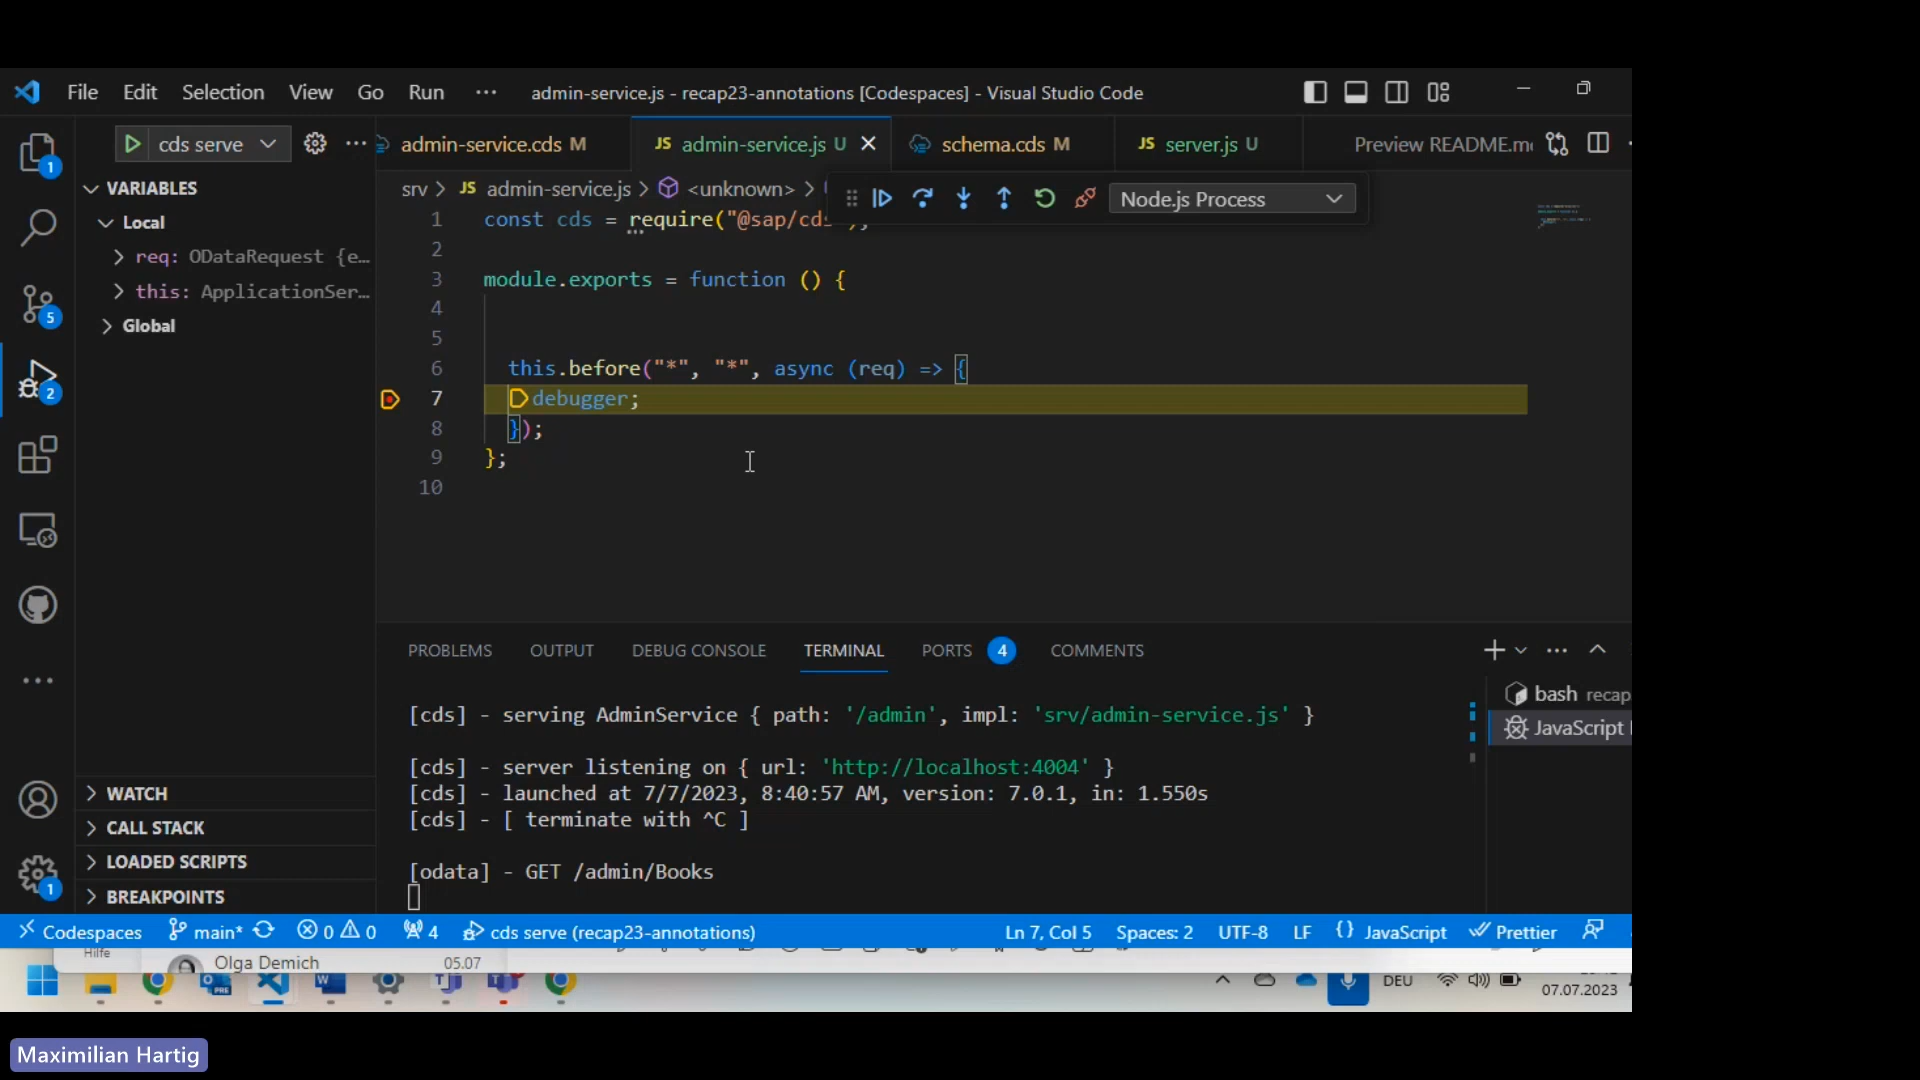 File Edit Selection View Go Run ··· admin-service.js - recap23-annotations [Codespaces] - Visual Studio Code
cds serve ···
admin-service.cds M
JS admin-service.js U
schema.cds M
JS server.js U
Preview README.m
VARIABLES
Local
req: ODataRequest {e...
this: ApplicationSer...
Global
srv > JS admin-service.js > <unknown> >
Node.js Process
1 const cds = require("@sap/cds
2
3 module.exports = function () {
4
5
6 this.before("*", "*", async (req) => {
7 debugger;
8 });
9 };
10
1
5
2
1
PROBLEMS OUTPUT DEBUG CONSOLE TERMINAL PORTS 4 COMMENTS
[cds] - serving AdminService { path: '/admin', impl: 'srv/admin-service.js' }
[cds] - server listening on { url: 'http://localhost:4004' }
[cds] - launched at 7/7/2023, 8:40:57 AM, version: 7.0.1, in: 1.550s
[cds] - [ terminate with ^C ]
[odata] - GET /admin/Books
bash recap
JavaScript
WATCH
CALL STACK
LOADED SCRIPTS
BREAKPOINTS
Codespaces main* 0 0 4 cds serve (recap23-annotations) Ln 7, Col 5 Spaces: 2 UTF-8 LF {} JavaScript Prettier
Hilfe
Olga Demich 05.07
DEU
07.07.2023
Maximilian Hartig